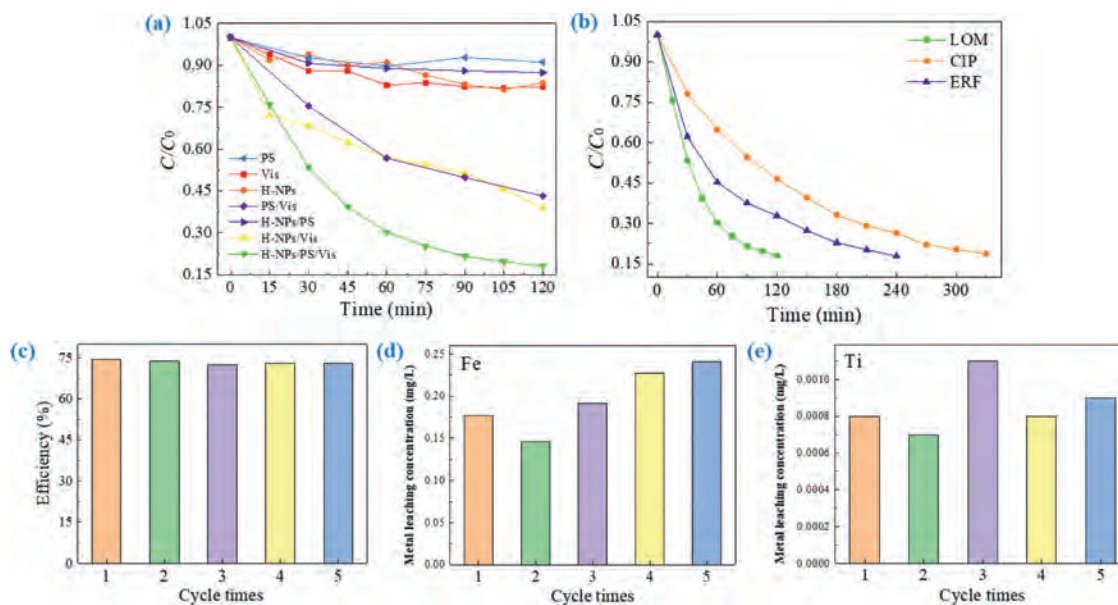 (a)
1.05
0.90
0.75
0.60
0.45
0.30
0.15
C/C0
PS
Vis
H-NPs
PS/Vis
H-NPs/PS
H-NPs/Vis
H-NPs/PS/Vis
0 15 30 45 60 75 90 105 120
Time (min)
(b)
1.05
0.90
0.75
0.60
0.45
0.30
0.15
C/C0
LOM
CIP
ERF
0 60 120 180 240 300
Time (min)
(c)
75
60
45
30
15
0
Efficiency (%)
1 2 3 4 5
Cycle times
(d)
Fe
0.25
0.20
0.15
0.10
0.05
0.00
Metal leaching concentration (mg/L)
1 2 3 4 5
Cycle times
(e)
Ti
0.0010
0.0008
0.0006
0.0004
0.0002
0.0000
Metal leaching concentration (mg/L)
1 2 3 4 5
Cycle times